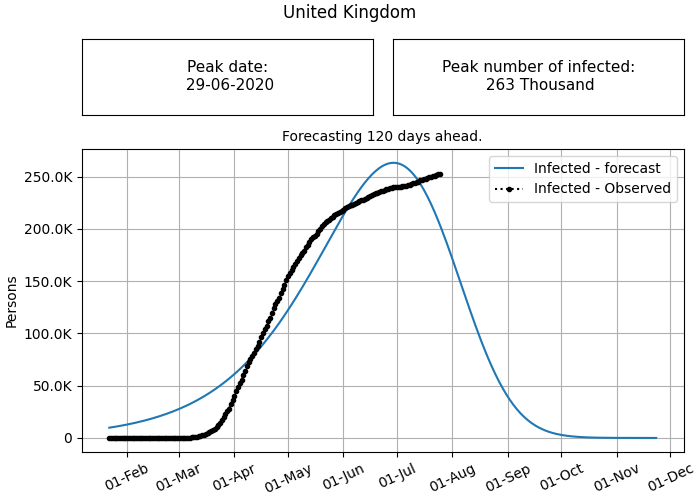 United Kingdom
Peak date:
29-06-2020
Peak number of infected:
263 Thousand
Forecasting 120 days ahead.
Infected - forecast
Infected - Observed
Persons
250.0K
200.0K
150.0K
100.0K
50.0K
0
01-Feb
01-Mar
01-Apr
01-May
01-Jun
01-Jul
01-Aug
01-Sep
01-Oct
01-Nov
01-Dec